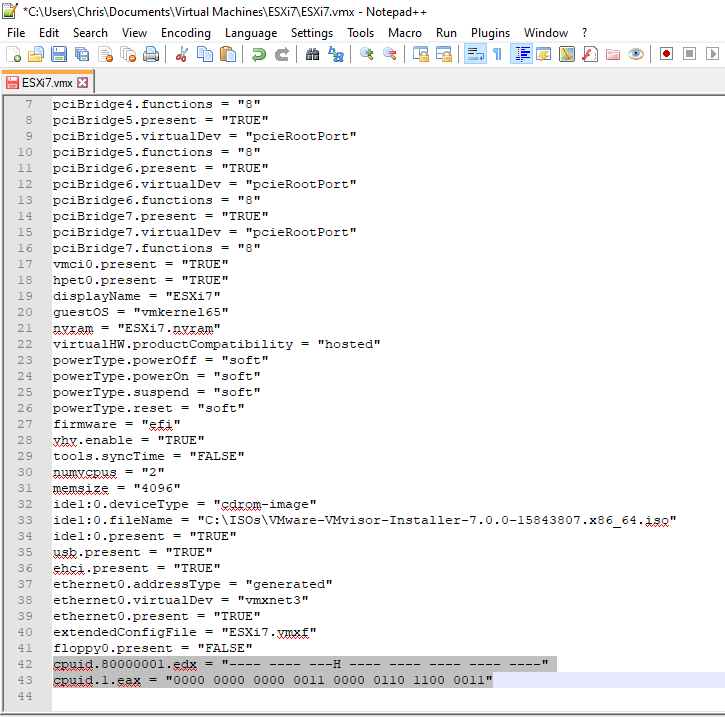 *C:\Users\Chris\Documents\Virtual Machines\ESXi7\ESXi7.vmx - Notepad++
File Edit Search View Encoding Language Settings Tools Macro Run Plugins Window ?
ESXi7.vmx
7 pciBridge4.functions = "8"
8 pciBridge5.present = "TRUE"
9 pciBridge5.virtualDev = "pcieRootPort"
10 pciBridge5.functions = "8"
11 pciBridge6.present = "TRUE"
12 pciBridge6.virtualDev = "pcieRootPort"
13 pciBridge6.functions = "8"
14 pciBridge7.present = "TRUE"
15 pciBridge7.virtualDev = "pcieRootPort"
16 pciBridge7.functions = "8"
17 vmci0.present = "TRUE"
18 hpet0.present = "TRUE"
19 displayName = "ESXi7"
20 guestOS = "vmkernel65"
21 nvram = "ESXi7.nvram"
22 virtualHW.productCompatibility = "hosted"
23 powerType.powerOff = "soft"
24 powerType.powerOn = "soft"
25 powerType.suspend = "soft"
26 powerType.reset = "soft"
27 firmware = "efi"
28 vhv.enable = "TRUE"
29 tools.syncTime = "FALSE"
30 numvcpus = "2"
31 memsize = "4096"
32 ide1:0.deviceType = "cdrom-image"
33 ide1:0.fileName = "C:\ISOs\VMware-VMvisor-Installer-7.0.0-15843807.x86_64.iso"
34 ide1:0.present = "TRUE"
35 usb.present = "TRUE"
36 ehci.present = "TRUE"
37 ethernet0.addressType = "generated"
38 ethernet0.virtualDev = "vmxnet3"
39 ethernet0.present = "TRUE"
40 extendedConfigFile = "ESXi7.vmxf"
41 floppy0.present = "FALSE"
42 cpuid.80000001.edx = "---- ---- ---H ---- ---- ---- ---- ----"
43 cpuid.1.eax = "0000 0000 0000 0011 0000 0110 1100 0011"
44